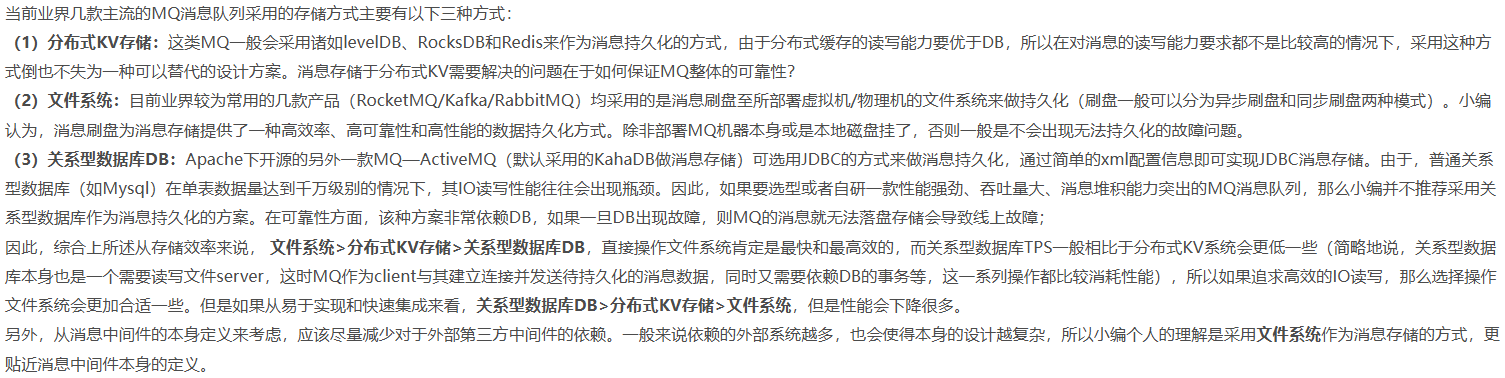 当前业界几款主流的MQ消息队列采用的存储方式主要有以下三种方式：
（1）分布式KV存储：这类MQ一般会采用诸如levelDB、RocksDB和Redis来作为消息持久化的方式，由于分布式缓存的读写能力要优于DB，所以在对消息的读写能力要求都不是比较高的情况下，采用这种方
式倒也不失为一种可以替代的设计方案。消息存储于分布式KV需要解决的问题在于如何保证MQ整体的可靠性？
（2）文件系统：目前业界较为常用的几款产品（RocketMQ/Kafka/RabbitMQ）均采用的是消息刷盘至所部署虚拟机/物理机的文件系统来做持久化（刷盘一般可以分为异步刷盘和同步刷盘两种模式）。小编
认为，消息刷盘为消息存储提供了一种高效率、高可靠性和高性能的数据持久化方式。除非部署MQ机器本身或是本地磁盘挂了，否则一般是不会出现无法持久化的故障问题。
（3）关系型数据库DB：Apache下开源的另外一款MQ—ActiveMQ（默认采用的KahaDB做消息存储）可选用JDBC的方式来做消息持久化，通过简单的xml配置信息即可实现JDBC消息存储。由于，普通关系
型数据库（如Mysql）在单表数据量达到千万级别的情况下，其IO读写性能往往会出现瓶颈。因此，如果要选型或者自研一款性能强劲、吞吐量大、消息堆积能力突出的MQ消息队列，那么小编并不推荐采用关
系型数据库作为消息持久化的方案。在可靠性方面，该种方案非常依赖DB，如果一旦DB出现故障，则MQ的消息就无法落盘存储会导致线上故障；
因此，综合上所述从存储效率来说， 文件系统>分布式KV存储>关系型数据库DB，直接操作文件系统肯定是最快和最高效的，而关系型数据库TPS一般相比于分布式KV系统会更低一些（简略地说，关系型数据
库本身也是一个需要读写文件server，这时MQ作为client与其建立连接并发送待持久化的消息数据，同时又需要依赖DB的事务等，这一系列操作都比较消耗性能），所以如果追求高效的IO读写，那么选择操作
文件系统会更加合适一些。但是如果从易于实现和快速集成来看，关系型数据库DB>分布式KV存储>文件系统，但是性能会下降很多。
另外，从消息中间件的本身定义来考虑，应该尽量减少对于外部第三方中间件的依赖。一般来说依赖的外部系统越多，也会使得本身的设计越复杂，所以小编个人的理解是采用文件系统作为消息存储的方式，更
贴近消息中间件本身的定义。